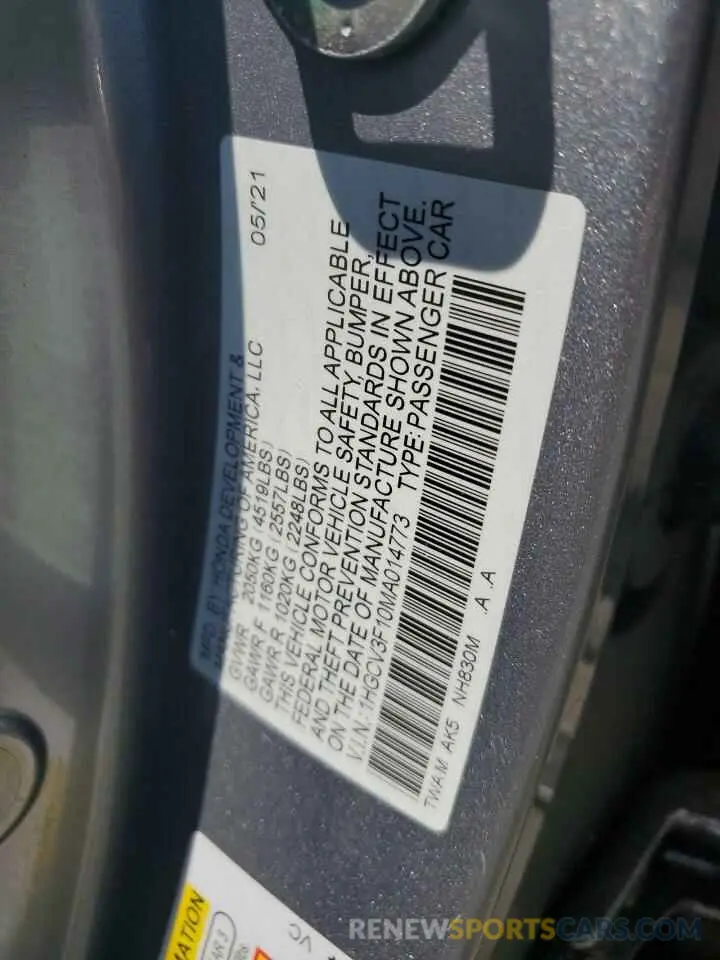 MFD. BY HONDA DEVELOPMENT &
OF AMERICA, LLC 05/'21
GVWR 2050KG (4519LBS)
GAWR F 1160KG (2557LBS)
GAWR R 1020KG (2248LBS)
THIS VEHICLE CONFORMS TO ALL APPLICABLE
FEDERAL MOTOR VEHICLE SAFETY, BUMPER,
AND THEFT PREVENTION STANDARDS IN EFFECT
ON THE DATE OF MANUFACTURE SHOWN ABOVE.
V.I.N.: 1HGCV3F10MA014773 TYPE: PASSENGER CAR
TWA.M AK5 NH830M .A .A
VC
RENEWSPORTSCARS.COM